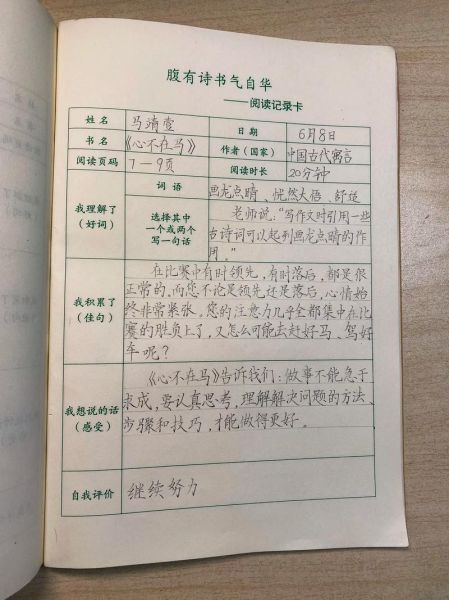 腹有诗书气自华
——阅读记录卡
姓名 马靖壹 日期 6月8日
书名 《心不在马》 作者（国家） 中国古代寓言
阅读页码 7—9页 阅读时长 20分钟
我理解了（好词） 词语 画龙点睛、恍然大悟、舒适
选择其中一个或两个写一句话
老师说：“写作文时引用一些
古诗词可以起到画龙点睛的作
用。”
我积累了（佳句）
在比赛中有时领先，有时落后，都是很
正常的，而您不论是领先还是落后，心情始
终非常紧张，您的注意力几乎全都集中在比
赛的胜负上了，又怎么可能去赶好马、驾好
车呢？
我想说的话（感受）
《心不在马》告诉我们：做事不能急于
求成，要认真思考，理解解决问题的方法、
步骤和技巧，才能做得更好。
自我评价 继续努力